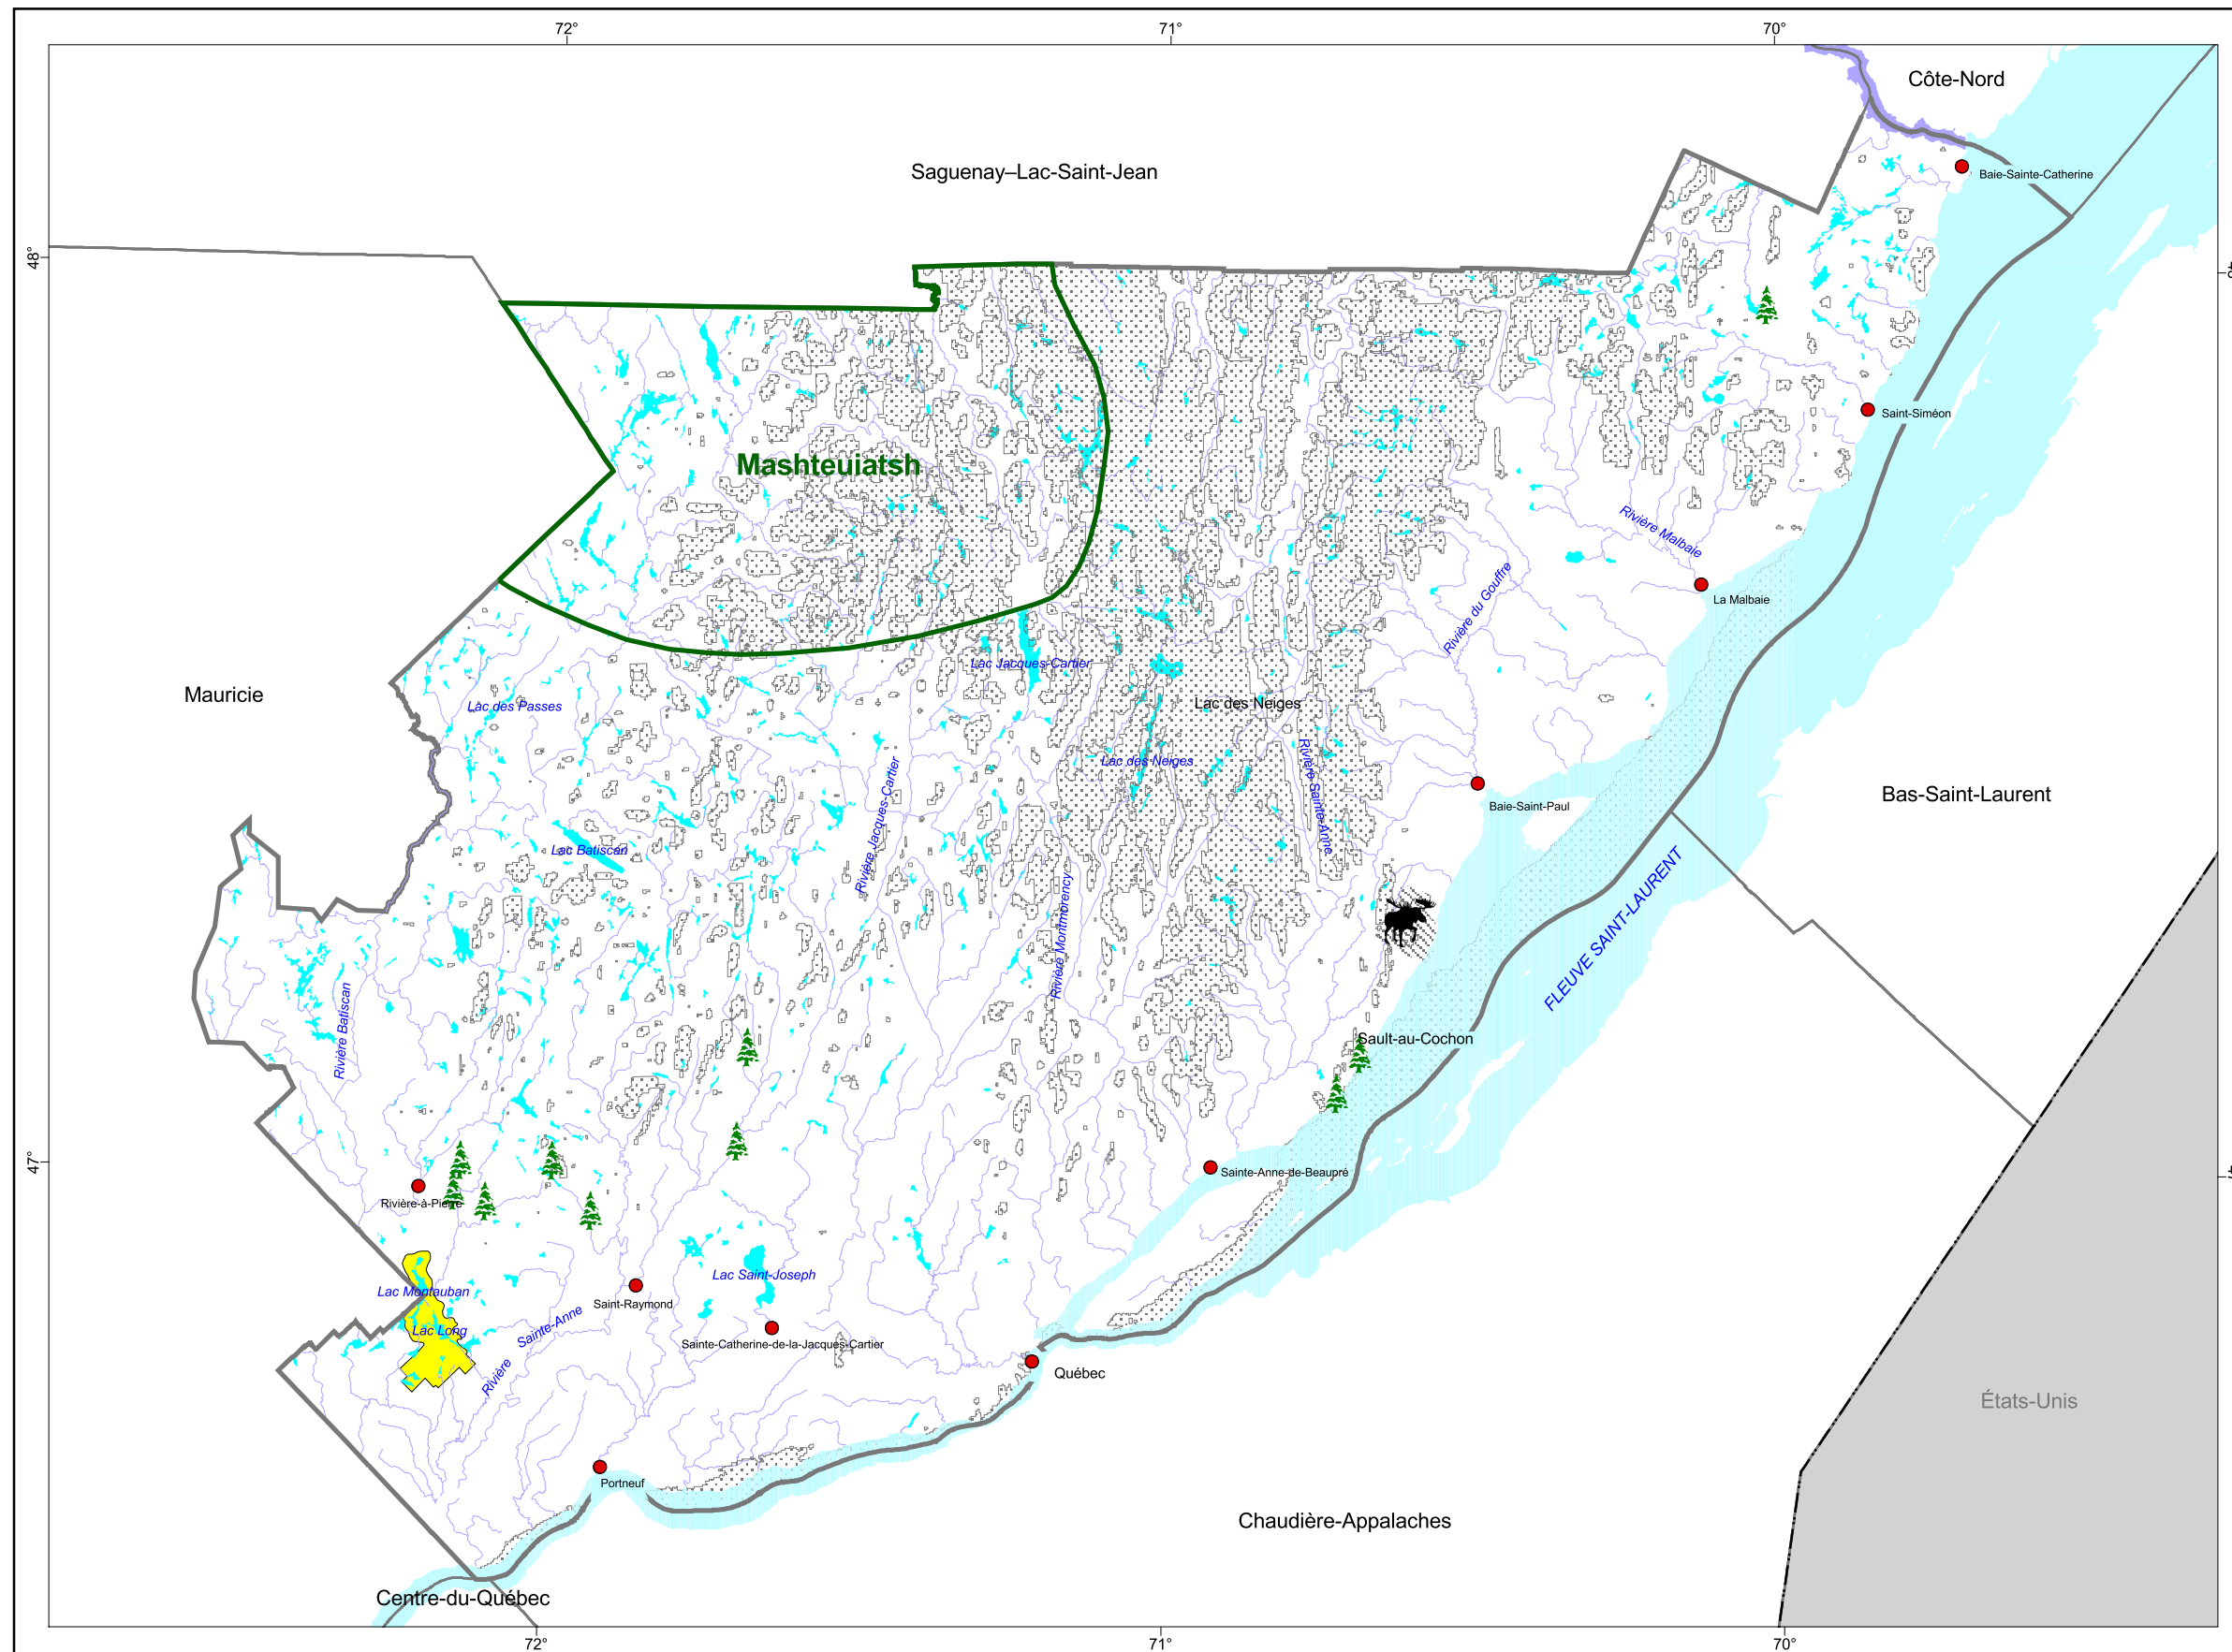 72°
71°
70°
Côte-Nord
Saguenay–Lac-Saint-Jean
Baie-Sainte-Catherine
48°
Saint-Siméon
Mashteuiatsh
Rivière Malbaie
La Malbaie
Rivière du Gouffre
Lac Jacques-Cartier
Mauricie
Lac des Passes
Lac des Neiges
Lac des Neiges
Rivière Sainte-Anne
Rivière Jacques-Cartier
Bas-Saint-Laurent
Baie-Saint-Paul
Lac Batiscan
FLEUVE SAINT-LAURENT
Rivière Montmorency
Rivière Batiscan
Sault-au-Cochon
47°
Sainte-Anne-de-Beaupré
Rivière-à-Pierre
Lac Saint-Joseph
Lac Montauban
Saint-Raymond
Lac Long
Rivière Sainte-Anne
Sainte-Catherine-de-la-Jacques-Cartier
Québec
États-Unis
Portneuf
Chaudière-Appalaches
Centre-du-Québec
72°
71°
70°